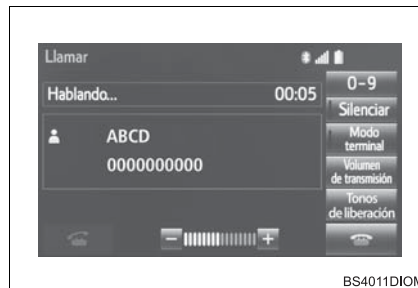 Llamar
0-9
Hablando... 00:05
Silenciar
ABCD
Modo
terminal
0000000000
Volumen
de transmisión
Tonos
de liberación
BS4011DIOM